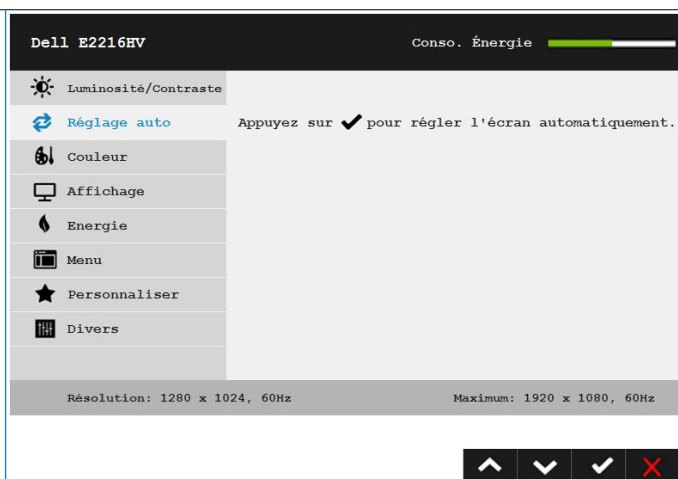 Dell E2216HV
Conso. Énergie
Luminosité/Contraste
Réglage auto
Appuyez sur ✔ pour régler l'écran automatiquement.
Couleur
Affichage
Energie
Menu
Personnaliser
Divers
Résolution: 1280 x 1024, 60Hz
Maximum: 1920 x 1080, 60Hz